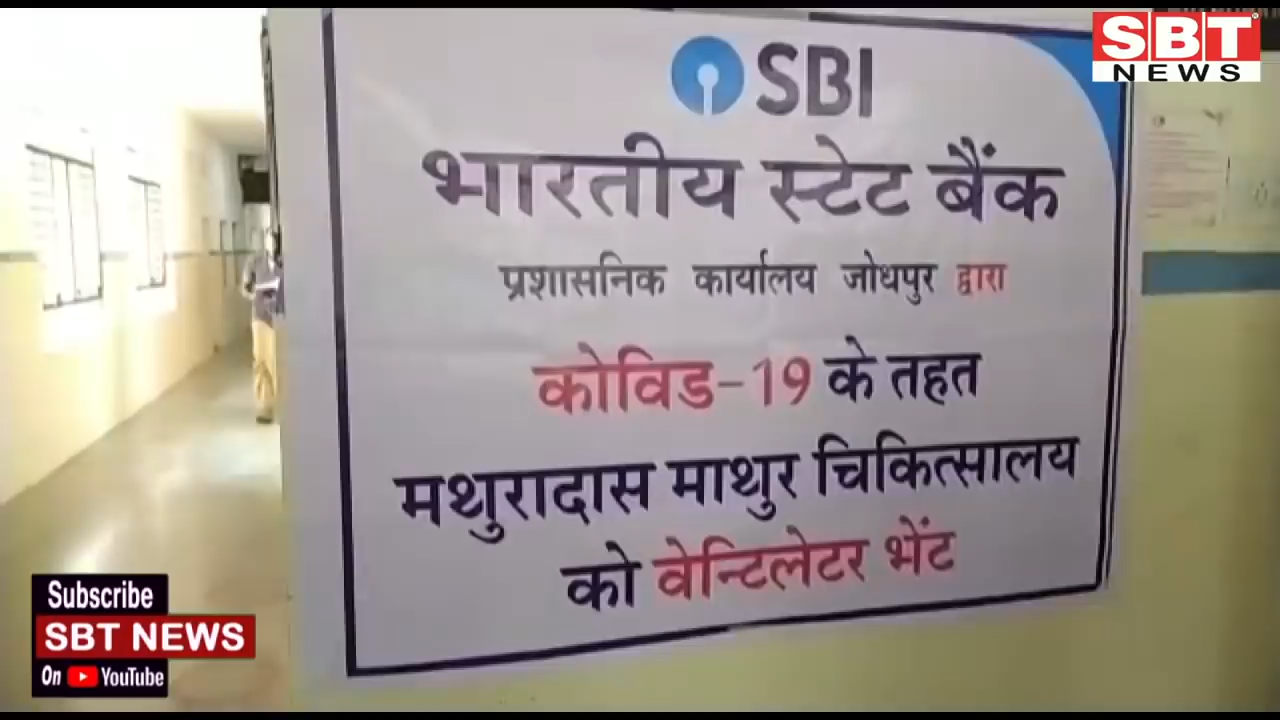 SBT
NEWS
SBI
भारतीय स्टेट बैंक
प्रशासनिक कार्यालय जोधपुर द्वारा
कोविड-19 के तहत
मथुरादास माथुर चिकित्सालय
को वेन्टिलेटर भेंट
Subscribe
SBT NEWS
On YouTube